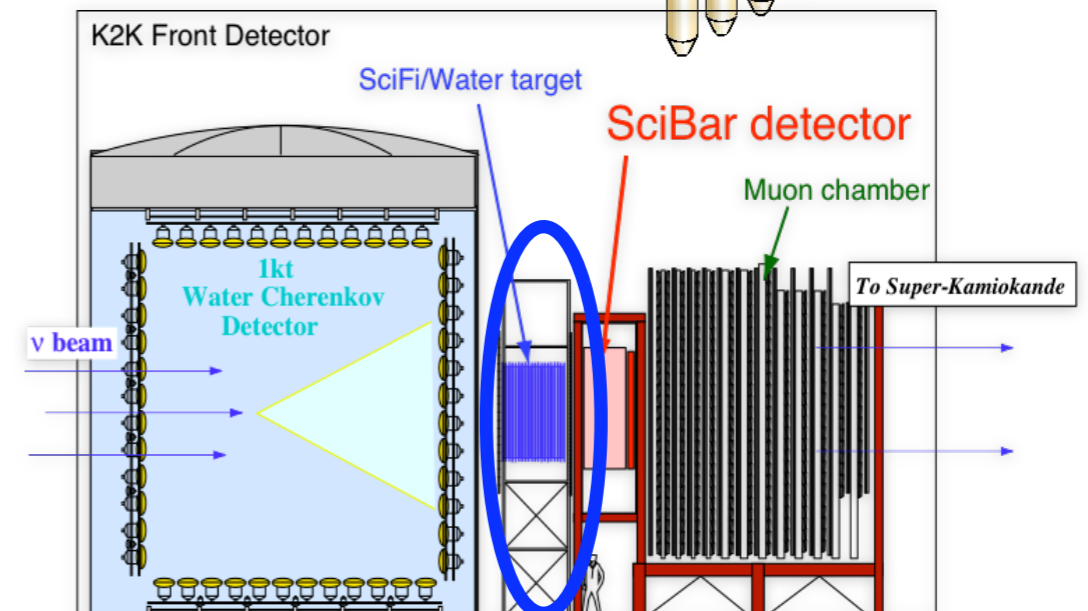 K2K Front Detector
SciFi/Water target
SciBar detector
Muon chamber
1kt
Water Cherenkov
Detector
To Super-Kamiokande
ν beam